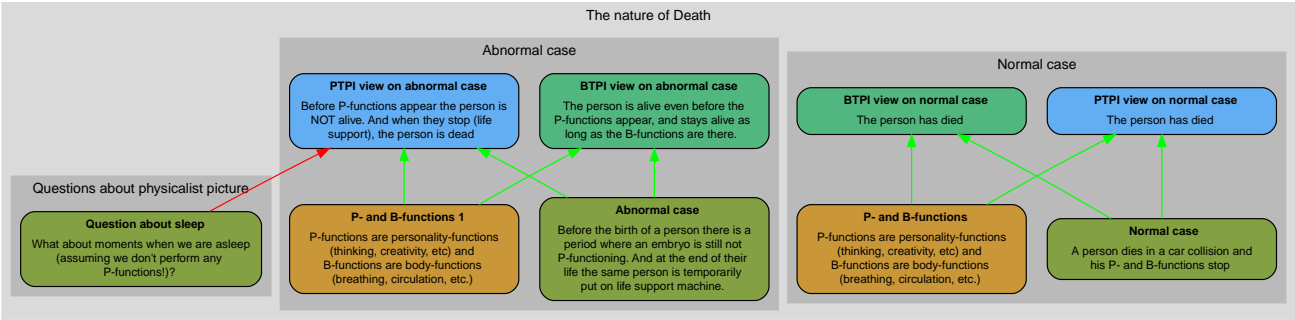 The nature of Death
Abnormal case
PTPI view on abnormal case
Before P-functions appear the person is
NOT alive. And when they stop (life
support), the person is dead
BTPI view on abnormal case
The person is alive even before the
P-functions appear, and stays alive as
long as the B-functions are there.
Normal case
BTPI view on normal case
The person has died
PTPI view on normal case
The person has died
Questions about physicalist picture
Question about sleep
What about moments when we are asleep
(assuming we don't perform any
P-functions!)?
P- and B-functions 1
P-functions are personality-functions
(thinking, creativity, etc) and
B-functions are body-functions
(breathing, circulation, etc.)
Abnormal case
Before the birth of a person there is a
period where an embryo is still not
P-functioning. And at the end of their
life the same person is temporarily
put on life support machine.
P- and B-functions
P-functions are personality-functions
(thinking, creativity, etc) and
B-functions are body-functions
(breathing, circulation, etc.)
Normal case
A person dies in a car collision and
his P- and B-functions stop